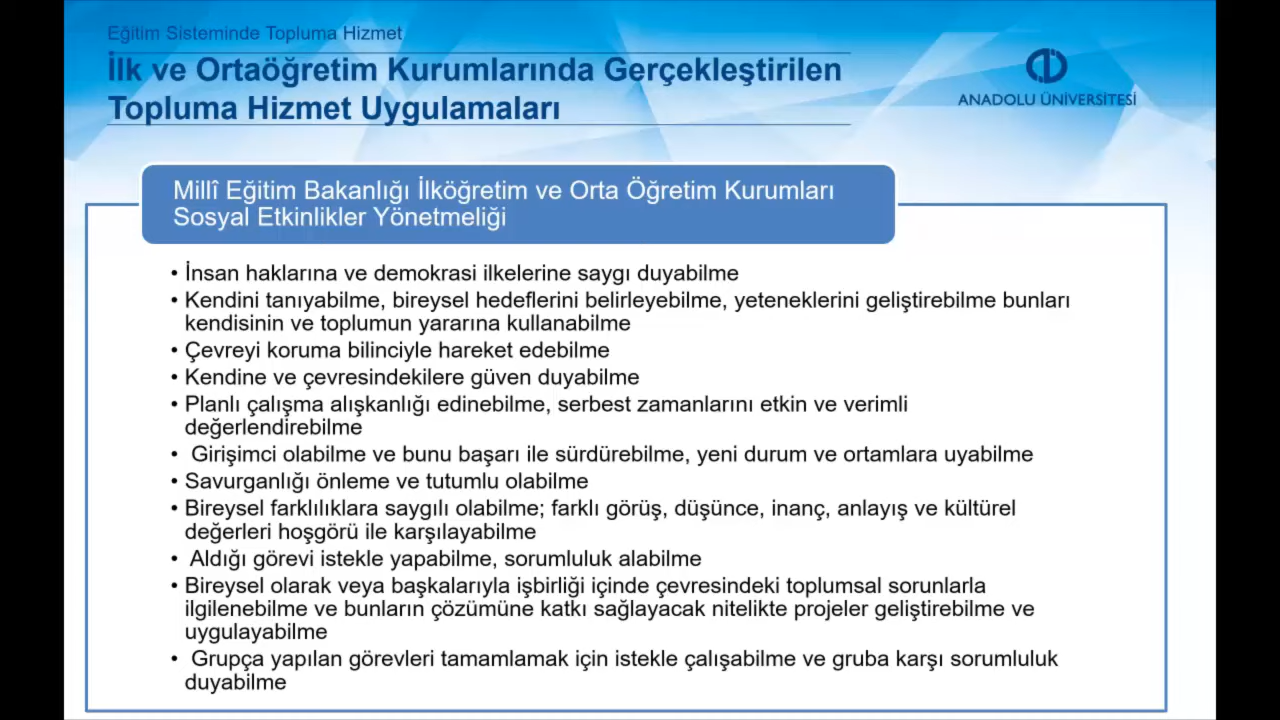 Eğitim Sisteminde Topluma Hizmet
İlk ve Ortaöğretim Kurumlarında Gerçekleştirilen
Topluma Hizmet Uygulamaları
ANADOLU ÜNİVERSİTESİ
Millî Eğitim Bakanlığı İlköğretim ve Orta Öğretim Kurumları
Sosyal Etkinlikler Yönetmeliği
• İnsan haklarına ve demokrasi ilkelerine saygı duyabilme
• Kendini tanıyabilme, bireysel hedeflerini belirleyebilme, yeteneklerini geliştirebilme bunları
kendisinin ve toplumun yararına kullanabilme
• Çevreyi koruma bilinciyle hareket edebilme
• Kendine ve çevresindekilere güven duyabilme
• Planlı çalışma alışkanlığı edinebilme, serbest zamanlarını etkin ve verimli
değerlendirebilme
• Girişimci olabilme ve bunu başarı ile sürdürebilme, yeni durum ve ortamlara uyabilme
• Savurganlığı önleme ve tutumlu olabilme
• Bireysel farklılıklara saygılı olabilme; farklı görüş, düşünce, inanç, anlayış ve kültürel
değerleri hoşgörü ile karşılayabilme
• Aldığı görevi istekle yapabilme, sorumluluk alabilme
• Bireysel olarak veya başkalarıyla işbirliği içinde çevresindeki toplumsal sorunlarla
ilgilenebilme ve bunların çözümüne katkı sağlayacak nitelikte projeler geliştirebilme ve
uygulayabilme
• Grupça yapılan görevleri tamamlamak için istekle çalışabilme ve gruba karşı sorumluluk
duyabilme